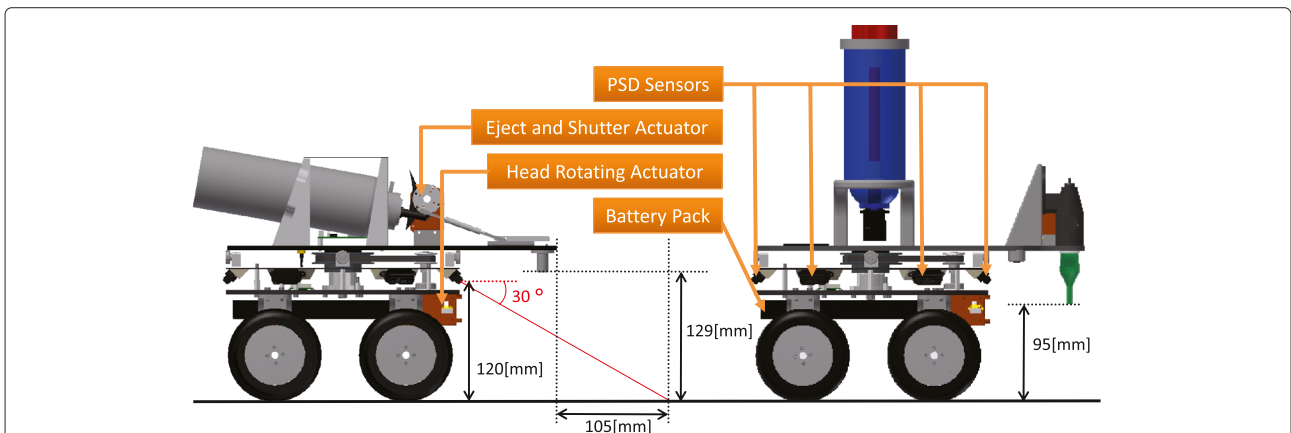 PSD Sensors
Eject and Shutter Actuator
Head Rotating Actuator
Battery Pack
30 °
120[mm]
129[mm]
95[mm]
105[mm]